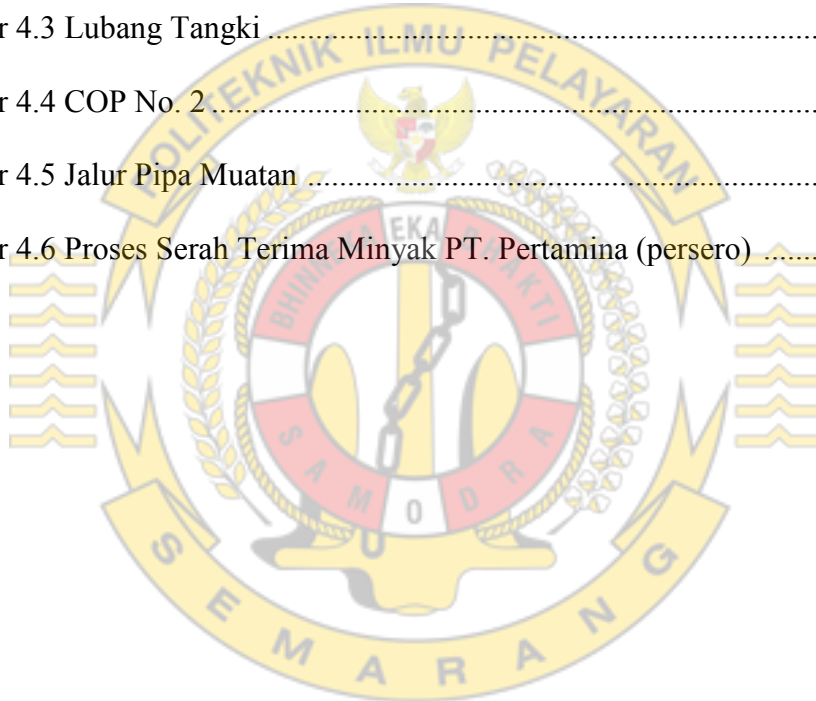 r 4.3 Lubang Tangki ........................................................................
POLITEKNIK ILMU PELAYARAN
r 4.4 COP No. 2 ...............................................................................
r 4.5 Jalur Pipa Muatan ...................................................................
r 4.6 Proses Serah Terima Minyak PT. Pertamina (persero) .......
BHINNEKA EKA BHAKTI
SAMODRA
SEMARANG